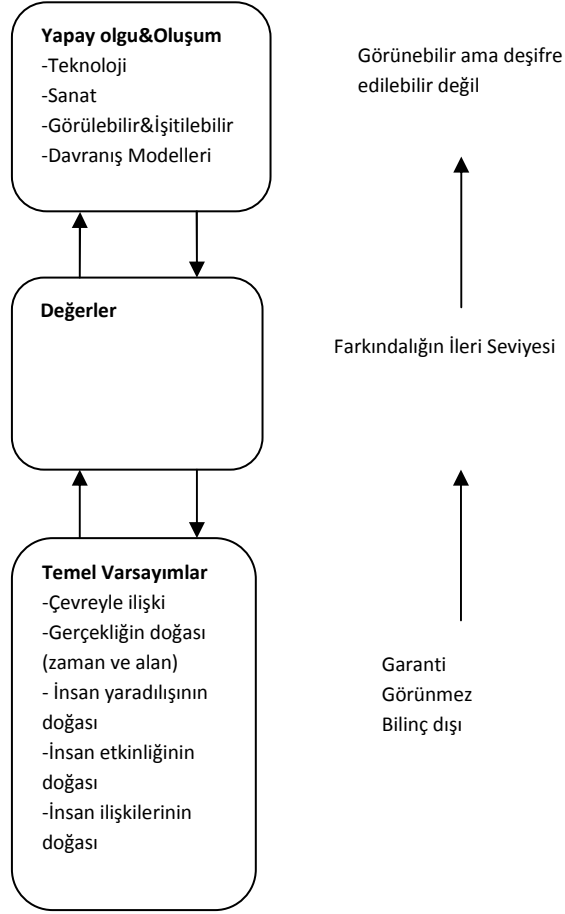 Yapay olgu&Oluşum
-Teknoloji
-Sanat
-Görülebilir&İşitilebilir
-Davranış Modelleri
Görünebilir ama deşifre
edilebilir değil
Değerler
Farkındalığın İleri Seviyesi
Temel Varsayımlar
-Çevreyle ilişki
-Gerçekliğin doğası
(zaman ve alan)
- İnsan yaradılışının
doğası
-İnsan etkinliğinin
doğası
-İnsan ilişkilerinin
doğası
Garanti
Görünmez
Bilinç dışı